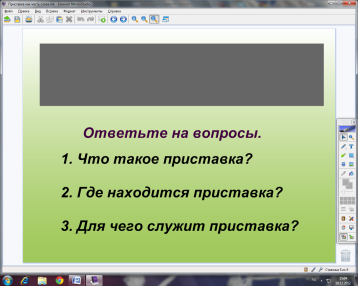 Ответьте на вопросы.
1. Что такое приставка?
2. Где находится приставка?
3. Для чего служит приставка?